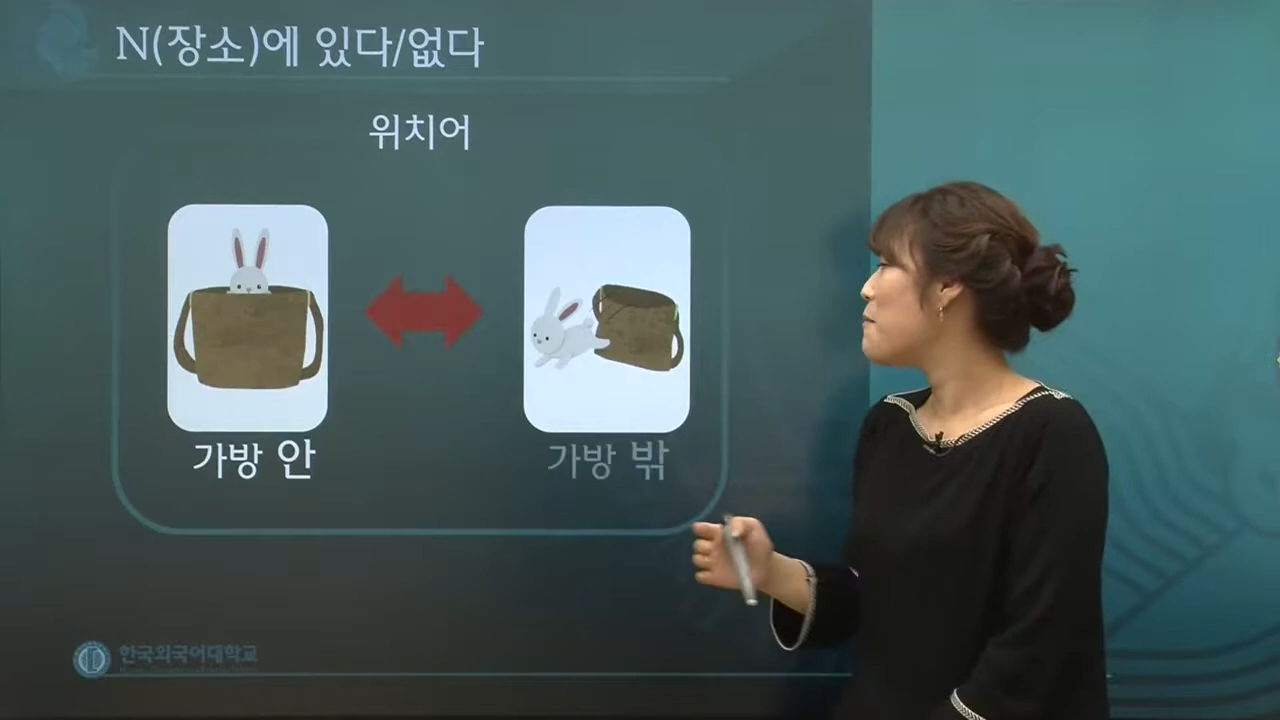 N(장소)에 있다/없다
위치어
가방 안
가방 밖
한국외국어대학교